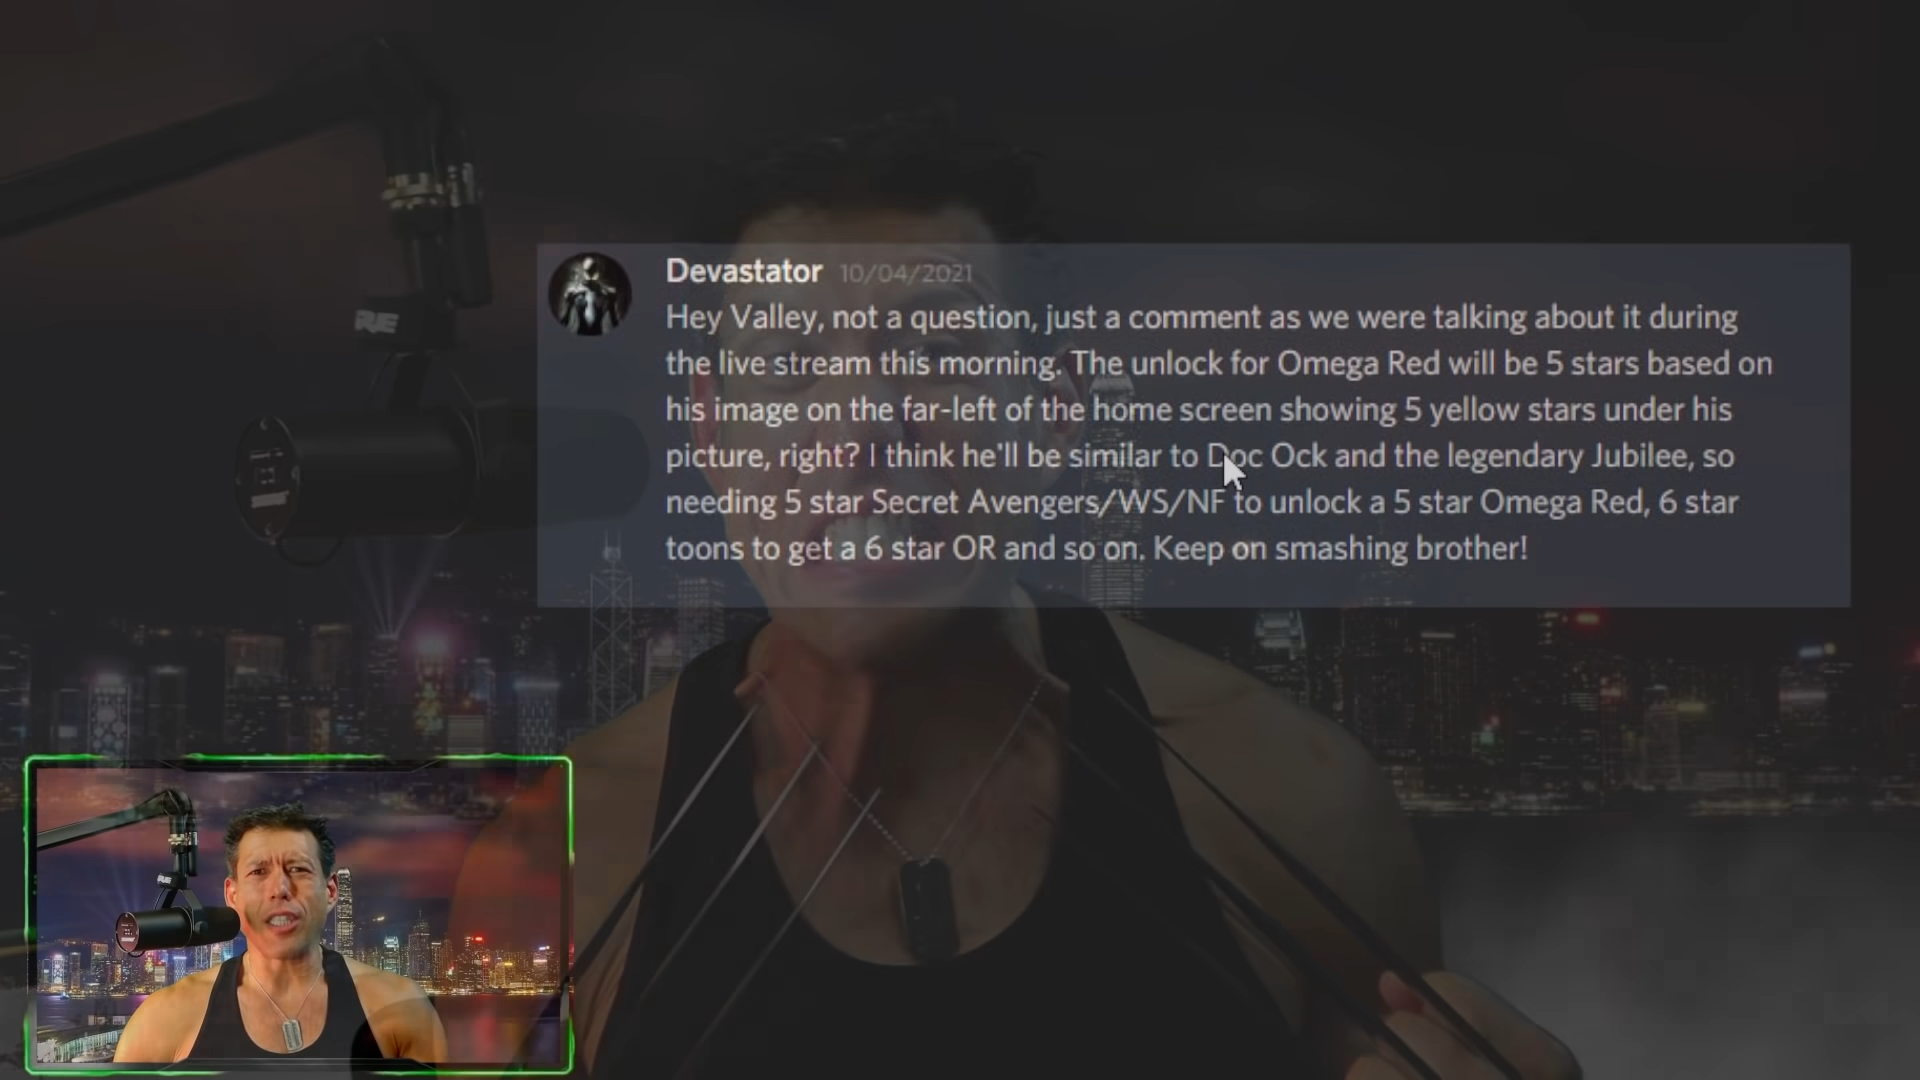 Devastator 10/04/2021
Hey Valley, not a question, just a comment as we were talking about it during
the live stream this morning. The unlock for Omega Red will be 5 stars based on
his image on the far-left of the home screen showing 5 yellow stars under his
picture, right? I think he'll be similar to Doc Ock and the legendary Jubilee, so
needing 5 star Secret Avengers/WS/NF to unlock a 5 star Omega Red, 6 star
toons to get a 6 star OR and so on. Keep on smashing brother!